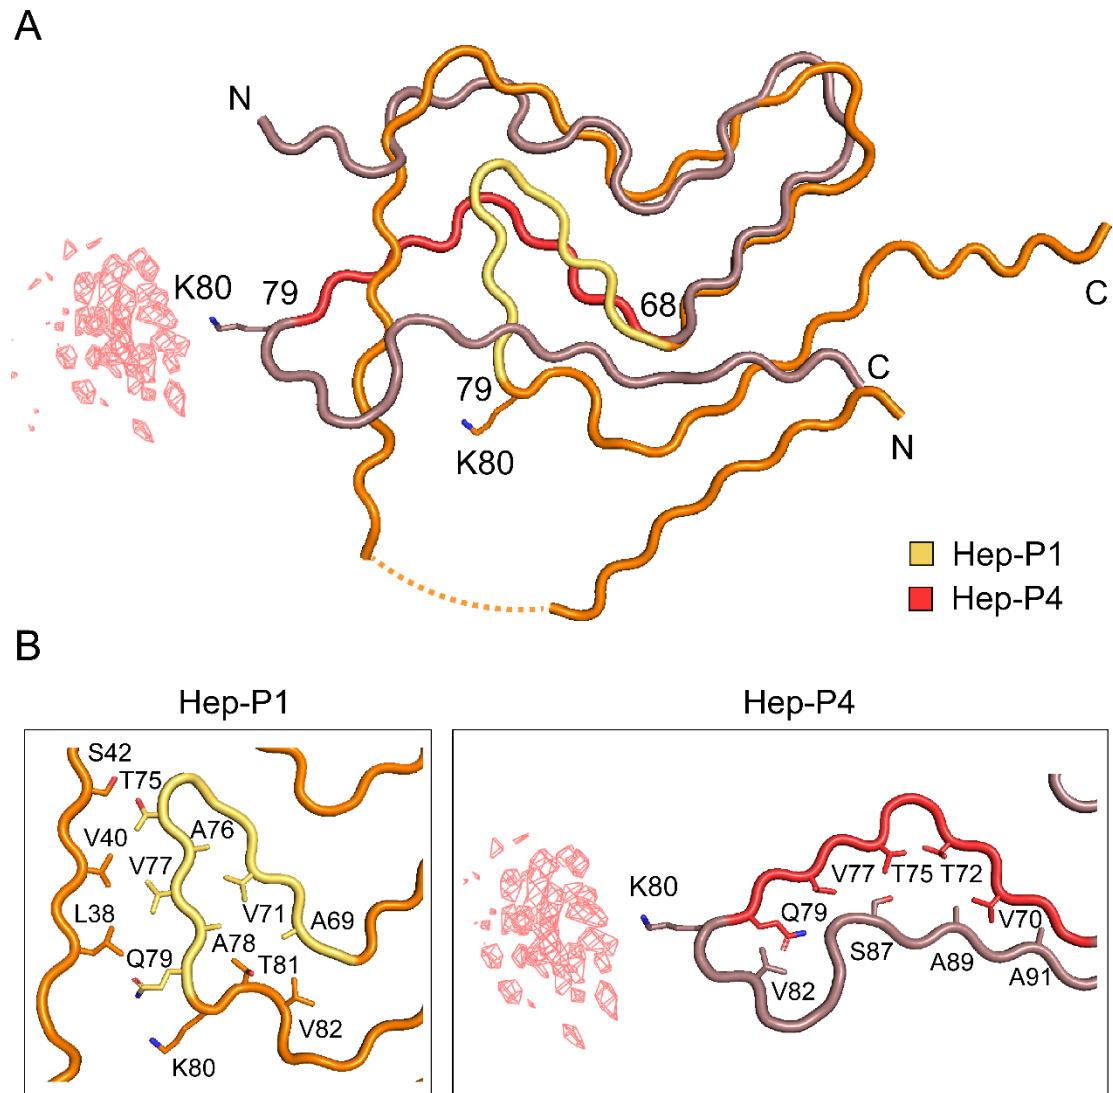 A
N
K80
79
68
C
C
79
K80
N
Hep-P1
Hep-P4
B
Hep-P1
Hep-P4
S42
T75
V40
A76
V77
V71
L38
A69
A78
Q79
T81
V82
K80
K80
V77
T75
T72
V70
Q79
S87
A89
A91
V82